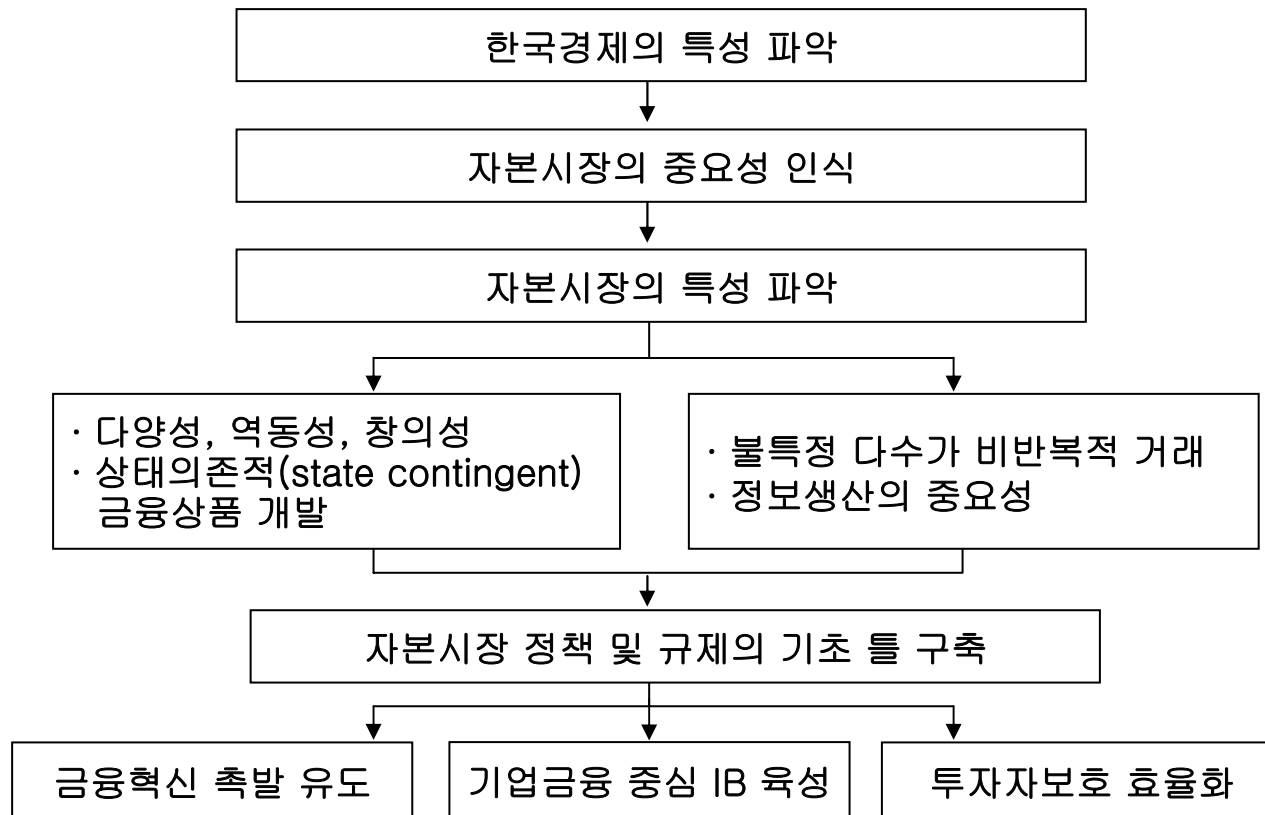 한국경제의 특성 파악
자본시장의 중요성 인식
자본시장의 특성 파악
· 다양성, 역동성, 창의성
· 상태의존적(state contingent)
금융상품 개발
· 불특정 다수가 비반복적 거래
· 정보생산의 중요성
자본시장 정책 및 규제의 기초 틀 구축
금융혁신 촉발 유도
기업금융 중심 IB 육성
투자자보호 효율화